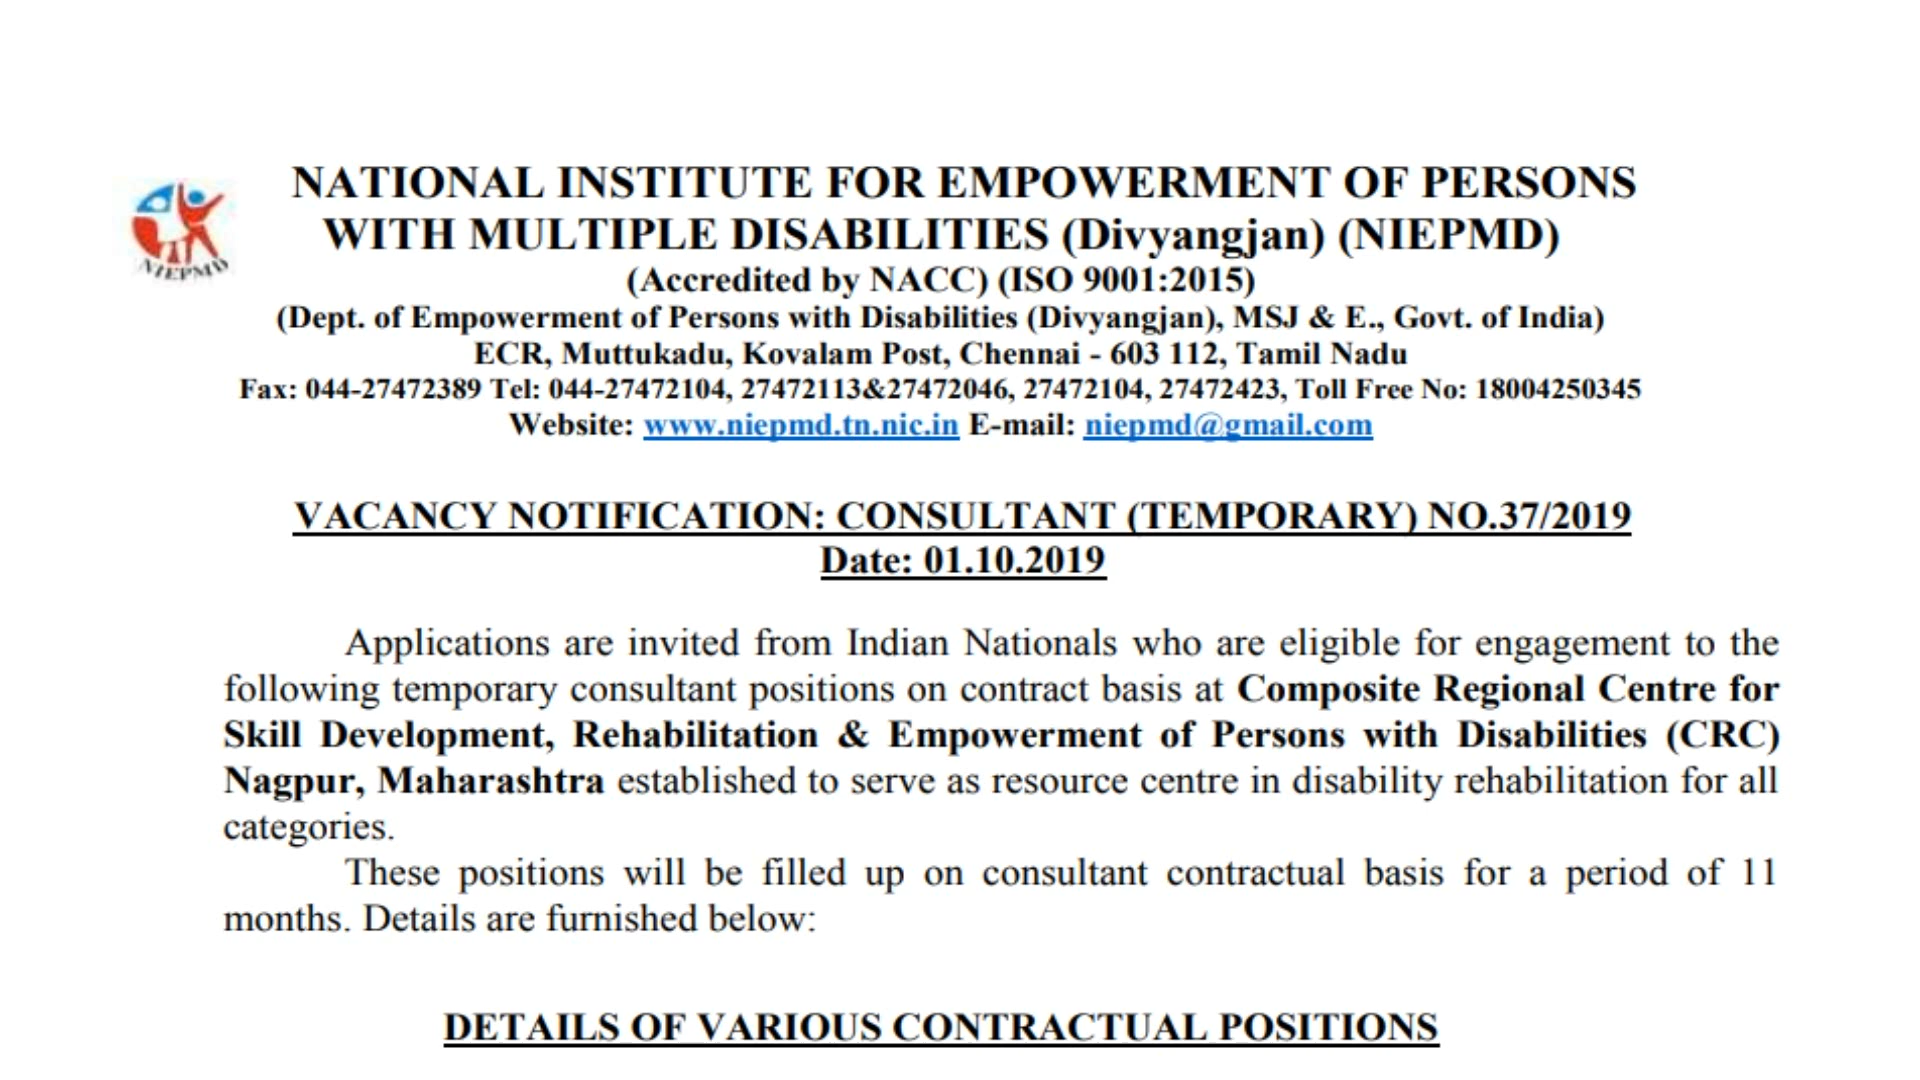 NATIONAL INSTITUTE FOR EMPOWERMENT OF PERSONS
WITH MULTIPLE DISABILITIES (Divyangjan) (NIEPMD)
(Accredited by NACC) (ISO 9001:2015)
(Dept. of Empowerment of Persons with Disabilities (Divyangjan), MSJ & E., Govt. of India)
ECR, Muttukadu, Kovalam Post, Chennai - 603 112, Tamil Nadu
Fax: 044-27472389 Tel: 044-27472104, 27472113&27472046, 27472104, 27472423, Toll Free No: 18004250345
Website: www.niepmd.tn.nic.in E-mail: niepmd@gmail.com
NIEPMD
VACANCY NOTIFICATION: CONSULTANT (TEMPORARY) NO.37/2019
Date: 01.10.2019
Applications are invited from Indian Nationals who are eligible for engagement to the
following temporary consultant positions on contract basis at Composite Regional Centre for
Skill Development, Rehabilitation & Empowerment of Persons with Disabilities (CRC)
Nagpur, Maharashtra established to serve as resource centre in disability rehabilitation for all
categories.
These positions will be filled up on consultant contractual basis for a period of 11
months. Details are furnished below:
DETAILS OF VARIOUS CONTRACTUAL POSITIONS